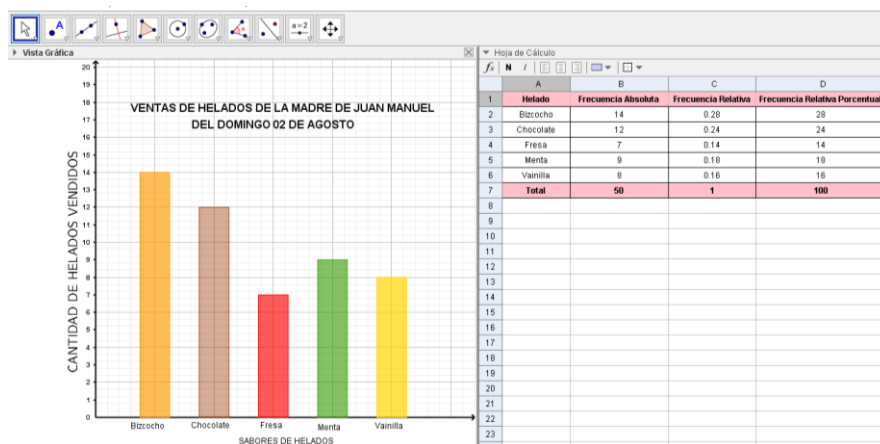 A
a=2
Vista Gráfica
Hoja de Cálculo
fx N I
VENTAS DE HELADOS DE LA MADRE DE JUAN MANUEL
DEL DOMINGO 02 DE AGOSTO
CANTIDAD DE HELADOS VENDIDOS
20
19
18
17
16
15
14
13
12
11
10
9
8
7
6
5
4
3
2
1
0
Bizcocho Chocolate Fresa Menta Vainilla
SABORES DE HELADOS
A B C D
1 Helado Frecuencia Absoluta Frecuencia Relativa Frecuencia Relativa Porcentual
2 Bizcocho 14 0.28 28
3 Chocolate 12 0.24 24
4 Fresa 7 0.14 14
5 Menta 9 0.18 18
6 Vainilla 8 0.16 16
7 Total 50 1 100
8
9
10
11
12
13
14
15
16
17
18
19
20
21
22
23